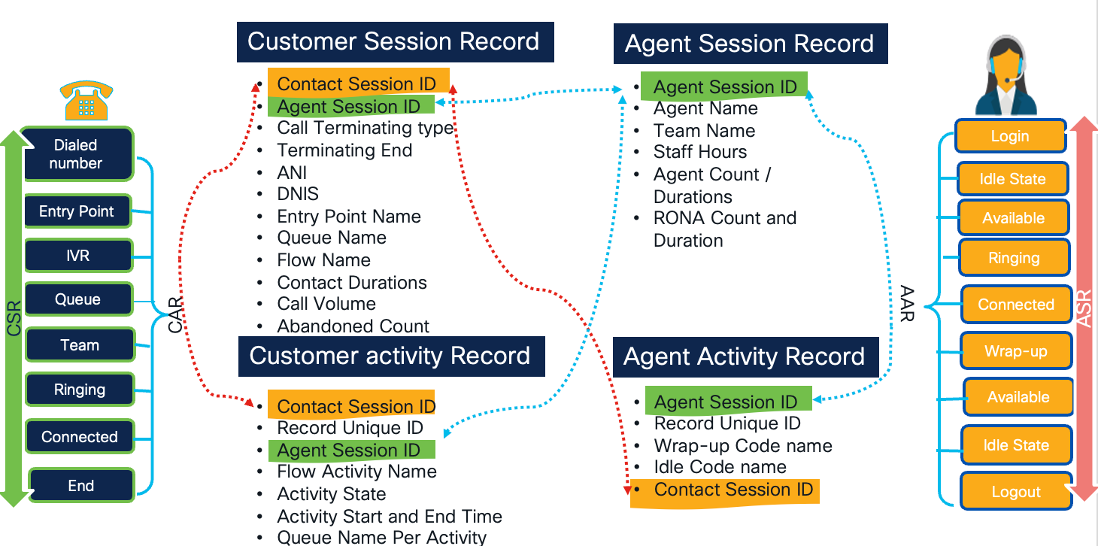 Customer Session Record
• Contact Session ID
• Agent Session ID
• Call Terminating type
• Terminating End
• ANI
• DNIS
• Entry Point Name
• Queue Name
• Flow Name
• Contact Durations
• Call Volume
• Abandoned Count
Agent Session Record
• Agent Session ID
• Agent Name
• Team Name
• Staff Hours
• Agent Count /
Durations
• RONA Count and
Duration
CSR
Dialed
number
Entry Point
IVR
Queue
Team
Ringing
Connected
End
CAR
Customer activity Record
• Contact Session ID
• Record Unique ID
• Agent Session ID
• Flow Activity Name
• Activity State
• Activity Start and End Time
• Queue Name Per Activity
Agent Activity Record
• Agent Session ID
• Record Unique ID
• Wrap-up Code name
• Idle Code name
• Contact Session ID
AAR
Login
Idle State
Available
Ringing
Connected
Wrap-up
Available
Idle State
Logout
ASR